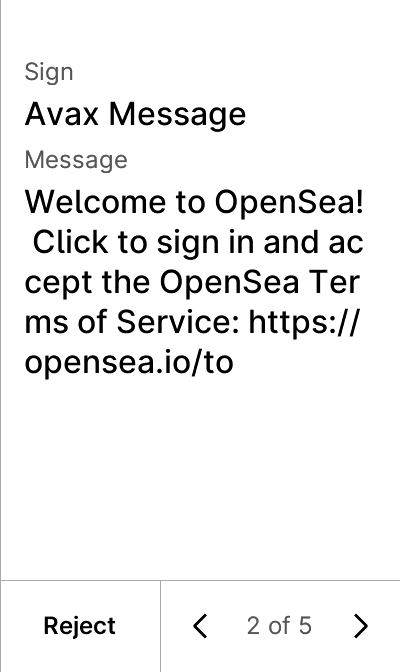 Sign
Avax Message
Message
Welcome to OpenSea!
Click to sign in and ac
cept the OpenSea Ter
ms of Service: https://
opensea.io/to
Reject
2 of 5